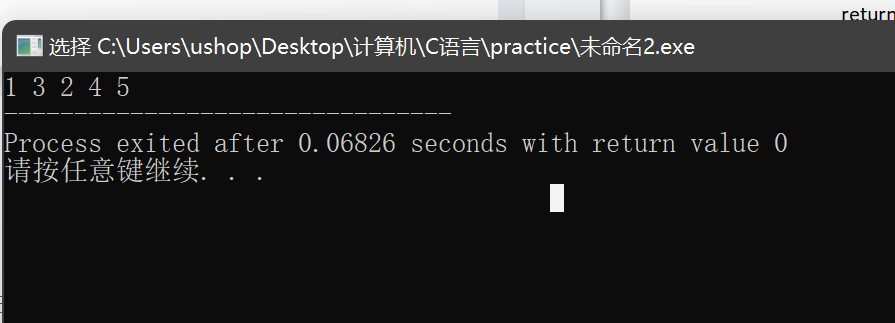 return
选择 C:\Users\ushop\Desktop\计算机\C语言\practice\未命名2.exe
1 3 2 4 5
--------------------------------
Process exited after 0.06826 seconds with return value 0
请按任意键继续. . .